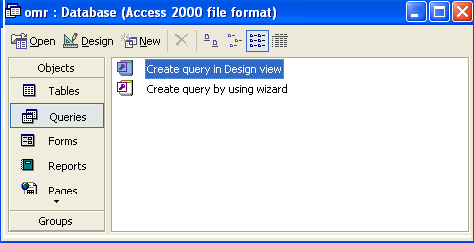 omr : Database (Access 2000 file format)
Open Design New
Objects
Tables
Queries
Forms
Reports
Pages
Groups
Create query in Design view
Create query by using wizard